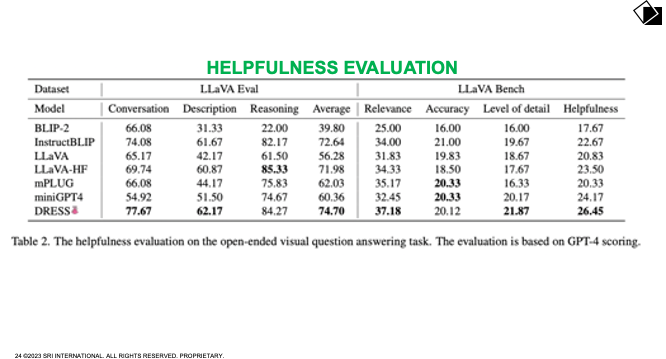 HELPFULNESS EVALUATION
Dataset LLaVA Eval LLaVA Bench
Model Conversation Description Reasoning Average Relevance Accuracy Level of detail Helpfulness
BLIP-2 66.08 31.33 22.00 39.80 25.00 16.00 16.00 17.67
InstructBLIP 74.08 61.67 82.17 72.64 34.00 21.00 19.67 22.67
LLaVA 65.17 42.17 61.50 56.28 31.83 19.83 18.67 20.83
LLaVA-HF 69.74 60.87 85.33 71.98 34.33 18.50 17.67 23.50
mPLUG 66.08 44.17 75.83 62.03 35.17 20.33 16.33 20.33
miniGPT4 54.92 51.50 74.67 60.36 32.45 20.33 20.17 24.17
DRESS 77.67 62.17 84.27 74.70 37.18 20.12 21.87 26.45
Table 2. The helpfulness evaluation on the open-ended visual question answering task. The evaluation is based on GPT-4 scoring.
24 ©2023 SRI INTERNATIONAL. ALL RIGHTS RESERVED. PROPRIETARY.